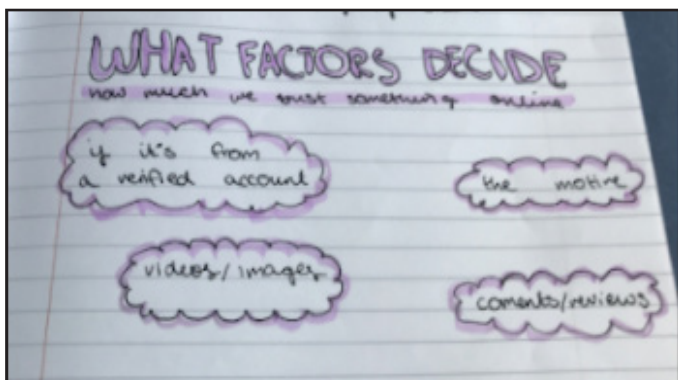 WHAT FACTORS DECIDE
how much we trust something online
if it's from
a verified account
the motive
videos/images
coments/reviews